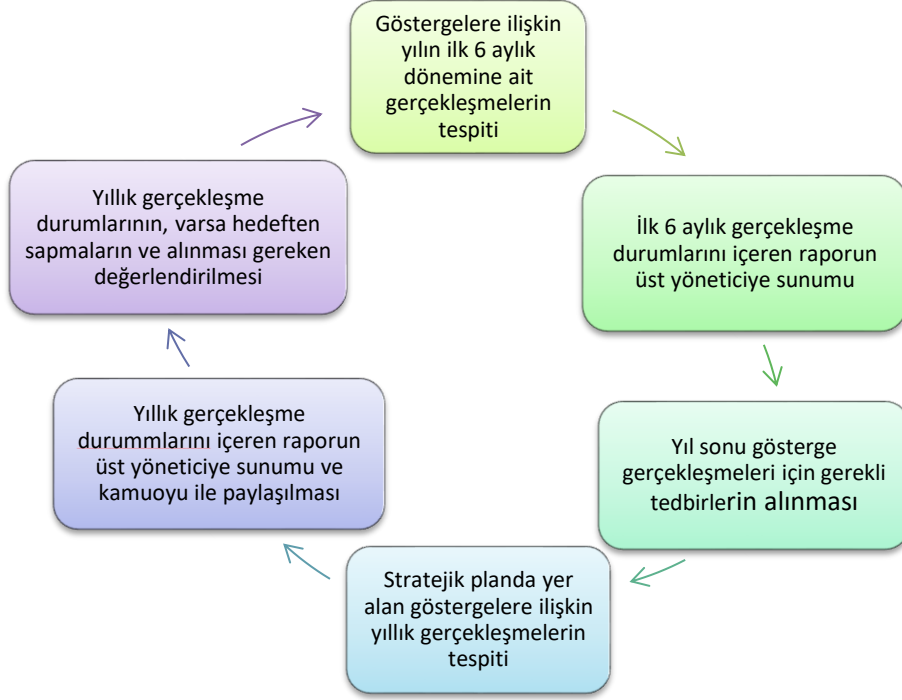 Göstergelere ilişkin
yılın ilk 6 aylık
dönemine ait
gerçekleşmelerin
tespiti
İlk 6 aylık gerçekleşme
durumlarını içeren raporun
üst yöneticiye sunumu
Yıl sonu gösterge
gerçekleşmeleri için gerekli
tedbirlerin alınması
Stratejik planda yer
alan göstergelere ilişkin
yıllık gerçekleşmelerin
tespiti
Yıllık gerçekleşme
durummlarını içeren raporun
üst yöneticiye sunumu ve
kamuoyu ile paylaşılması
Yıllık gerçekleşme
durumlarının, varsa hedeften
sapmaların ve alınması gereken
değerlendirilmesi